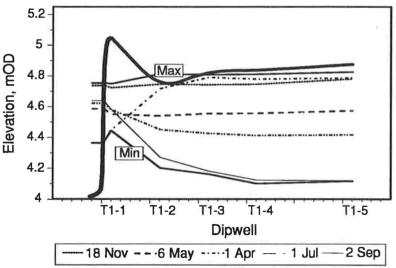 5.2
5
4.8
4.6
4.4
4.2
4
Elevation, mOD
Max
Min
T1-1 T1-2 T1-3 T1-4 T1-5
Dipwell
18 Nov 6 May 1 Apr 1 Jul 2 Sep